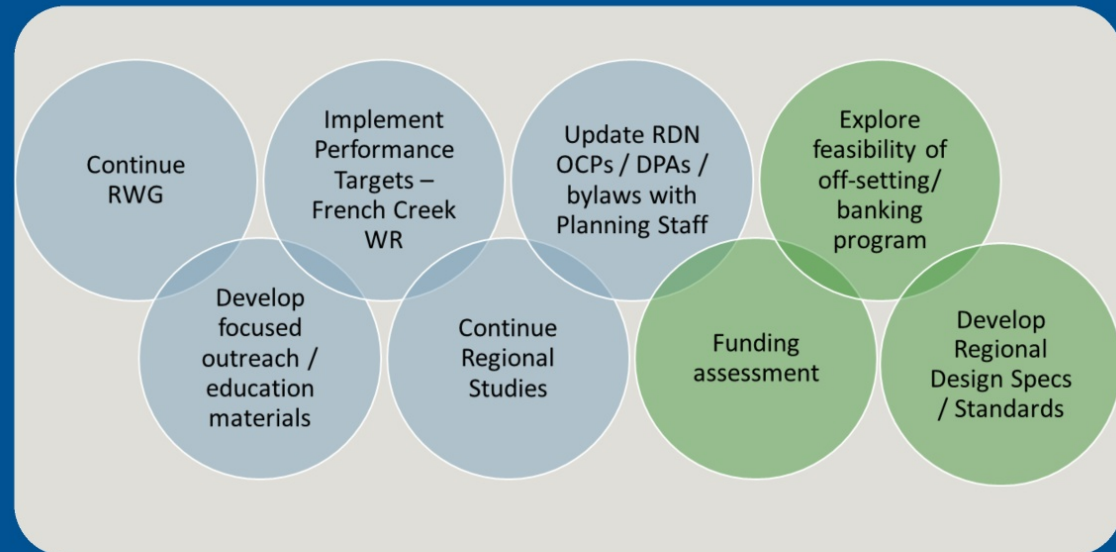 Continue
RWG
Develop
focused
outreach /
education
materials
Implement
Performance
Targets –
French Creek
WR
Continue
Regional
Studies
Update RDN
OCPs / DPAs /
bylaws with
Planning Staff
Funding
assessment
Explore
feasibility of
off-setting/
banking
program
Develop
Regional
Design Specs
/ Standards